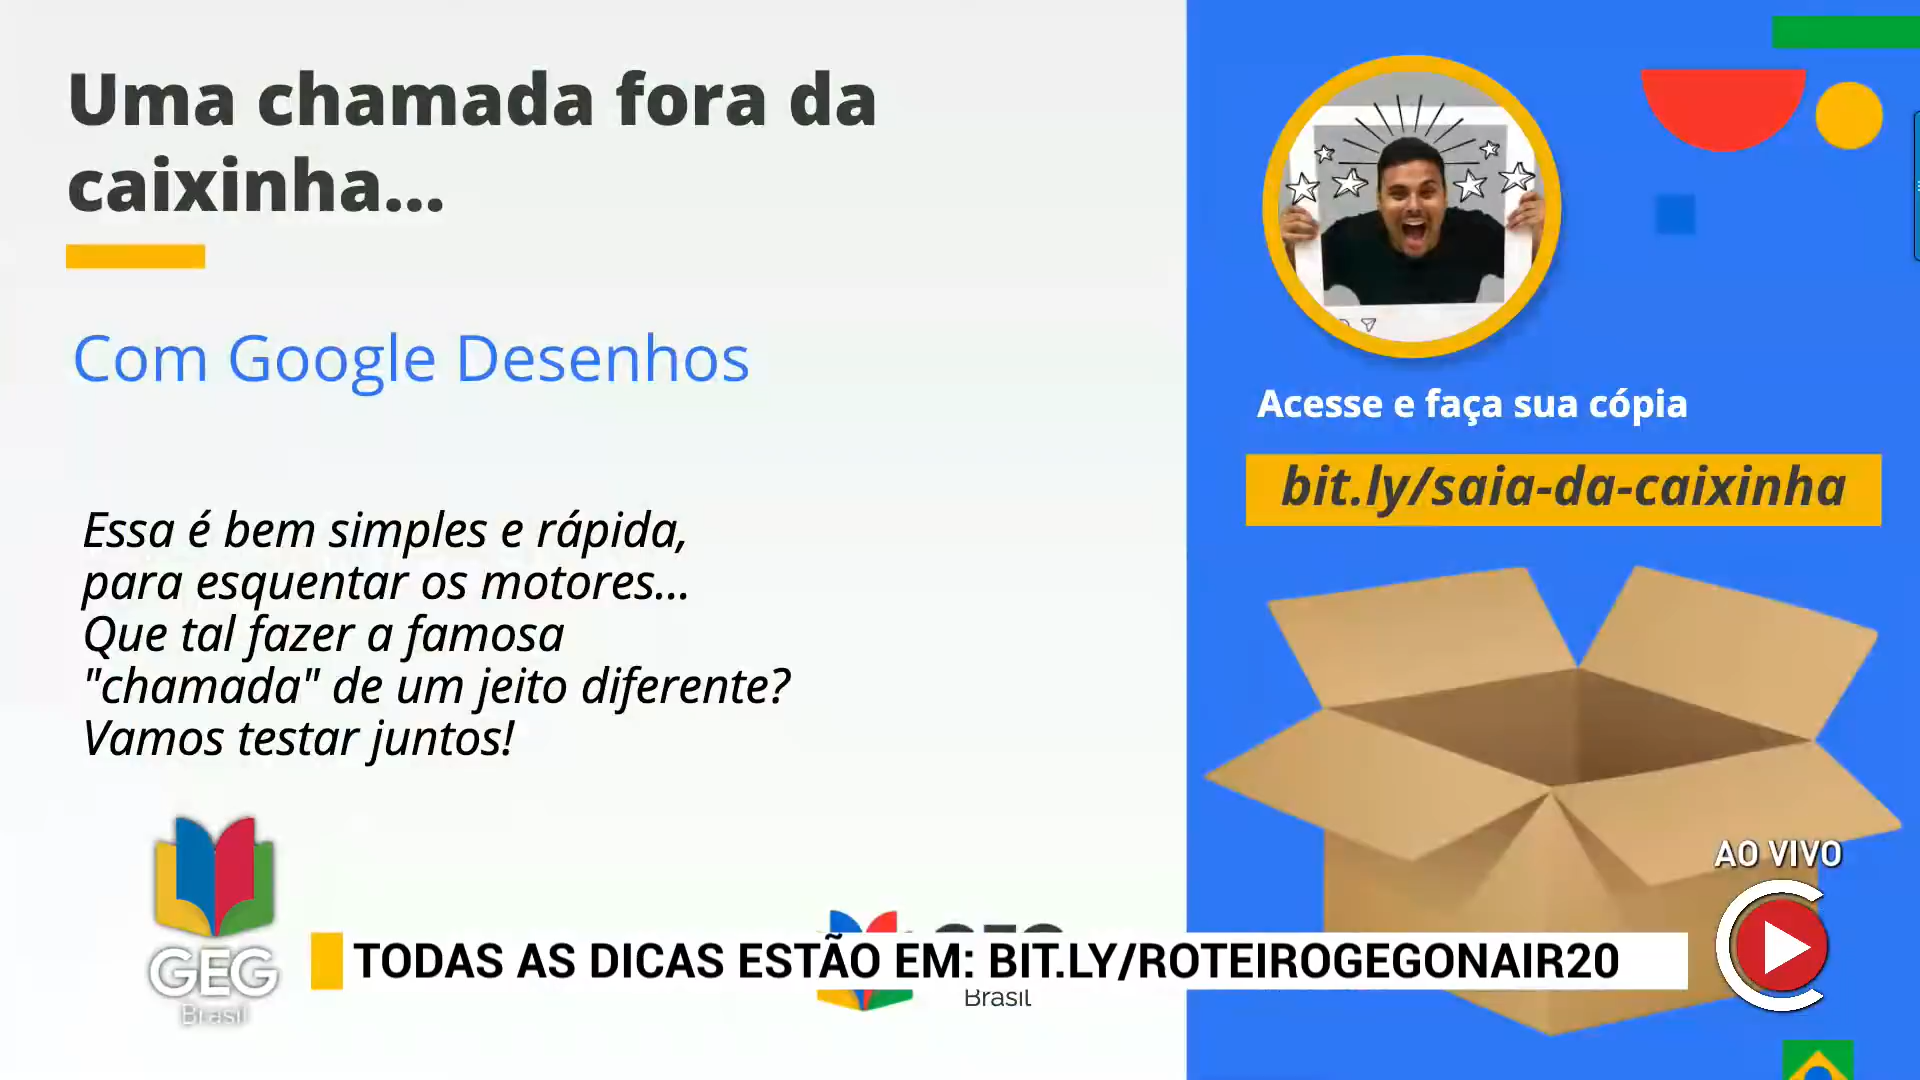 Uma chamada fora da
caixinha...
Com Google Desenhos
Essa é bem simples e rápida,
para esquentar os motores...
Que tal fazer a famosa
"chamada" de um jeito diferente?
Vamos testar juntos!
Acesse e faça sua cópia
bit.ly/saia-da-caixinha
AO VIVO
GEG
Brasil
TODAS AS DICAS ESTÃO EM: BIT.LY/ROTEIROGEGONAIR20
Brasil